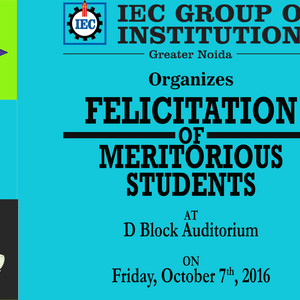 IEC
IEC GROUP O
INSTITUTION
Greater Noida
Organizes
FELICITATION
OF
MERITORIOUS
STUDENTS
AT
D Block Auditorium
ON
Friday, October 7th, 2016